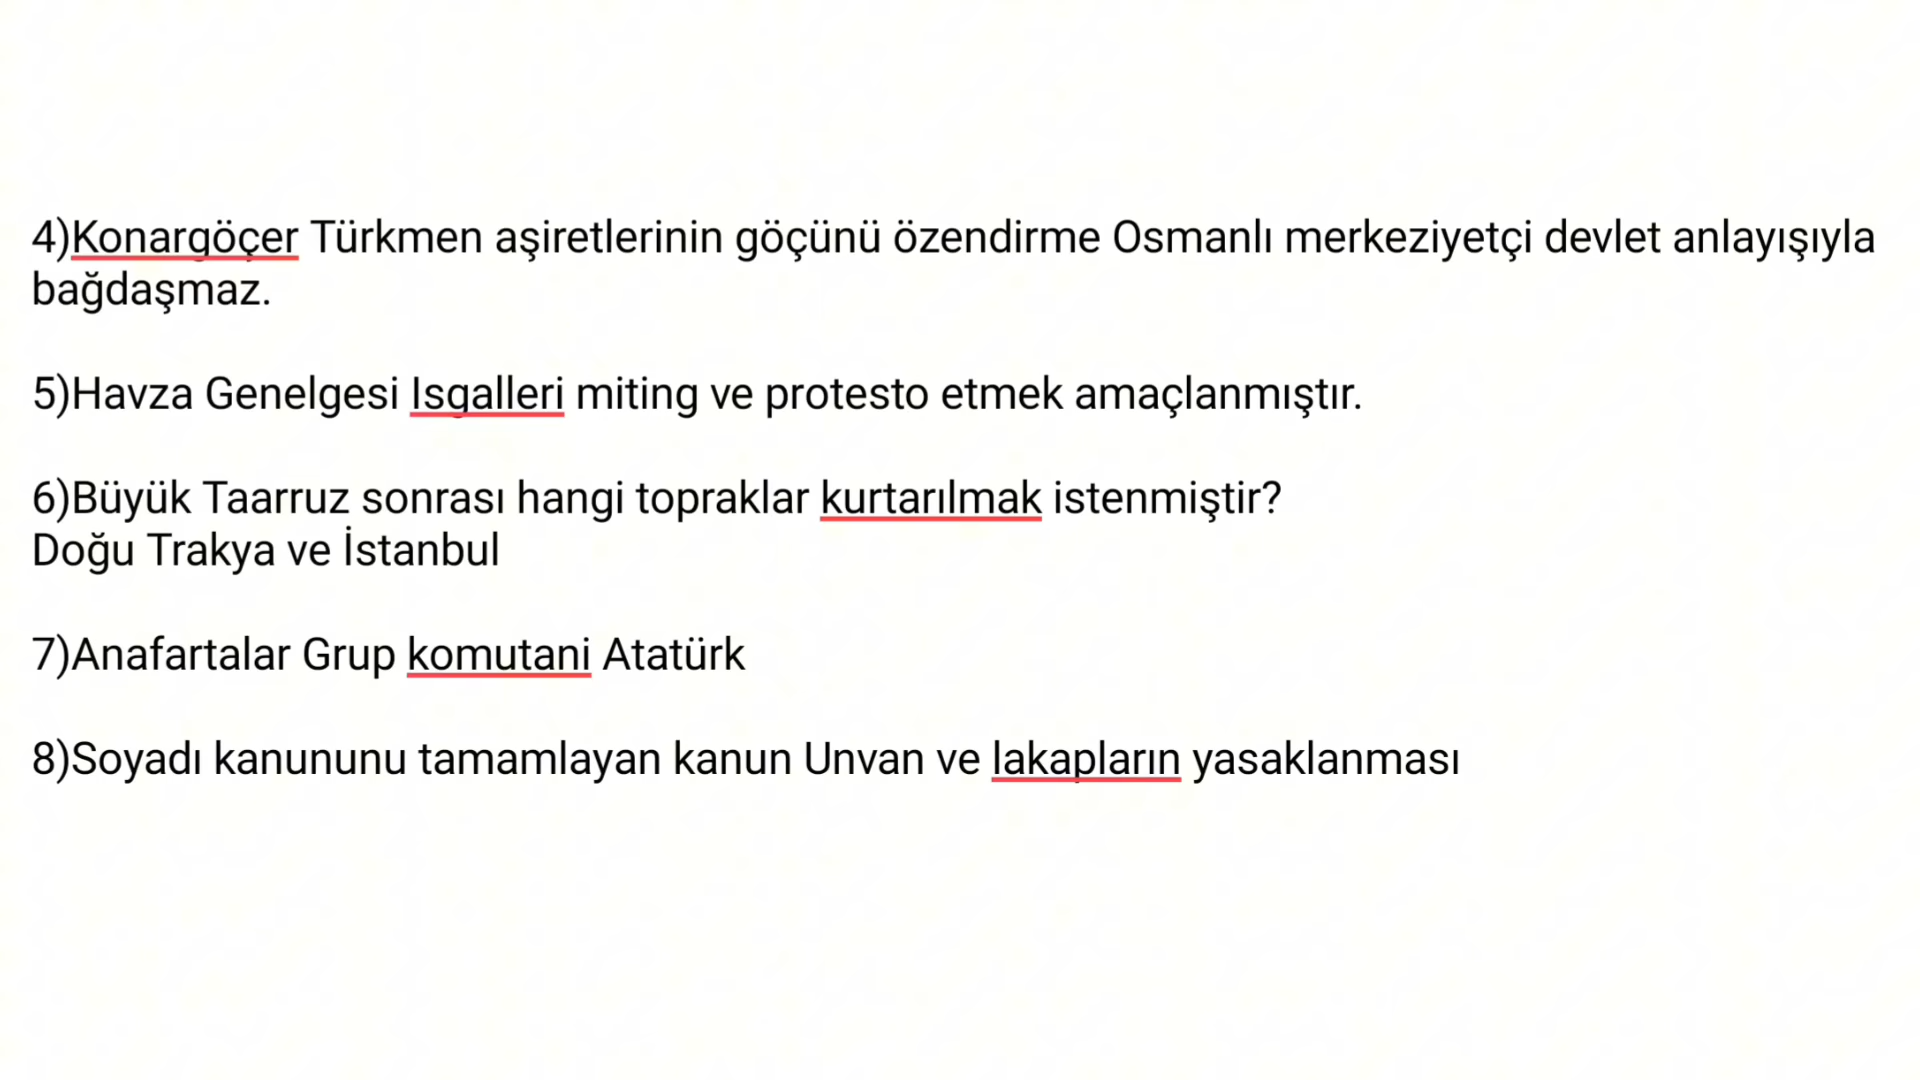 4)Konargöçer Türkmen aşiretlerinin göçünü özendirme Osmanlı merkeziyetçi devlet anlayışıyla
bağdaşmaz.
5)Havza Genelgesi Isgalleri miting ve protesto etmek amaçlanmıştır.
6)Büyük Taarruz sonrası hangi topraklar kurtarılmak istenmiştir?
Doğu Trakya ve İstanbul
7)Anafartalar Grup komutani Atatürk
8)Soyadı kanununu tamamlayan kanun Unvan ve lakapların yasaklanması